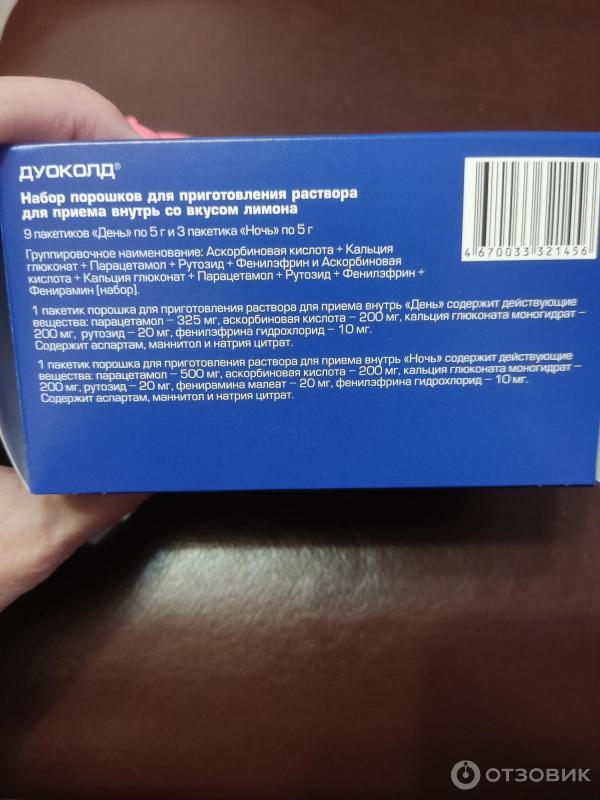 ДУОКОЛД®
Набор порошков для приготовления раствора
для приема внутрь со вкусом лимона
9 пакетиков «День» по 5 г и 3 пакетика «Ночь» по 5 г
Группировочное наименование: Аскорбиновая кислота + Кальция
глюконат + Парацетамол + Рутозид + Фенилэфрин и Аскорбиновая
кислота + Кальция глюконат + Парацетамол + Рутозид + Фенилэфрин +
Фенирамин [набор].
1 пакетик порошка для приготовления раствора для приема внутрь «День» содержит действующие
вещества: парацетамол – 325 мг, аскорбиновая кислота – 200 мг, кальция глюконата моногидрат –
200 мг, рутозид – 20 мг, фенилэфрина гидрохлорид – 10 мг.
Содержит аспартам, маннитол и натрия цитрат.
1 пакетик порошка для приготовления раствора для приема внутрь «Ночь» содержит действующие
вещества: парацетамол – 500 мг, аскорбиновая кислота – 200 мг, кальция глюконата моногидрат –
200 мг, рутозид – 20 мг, фенирамина малеат – 20 мг, фенилэфрина гидрохлорид – 10 мг.
Содержит аспартам, маннитол и натрия цитрат.
4 670033 321456
ОТЗОВИК